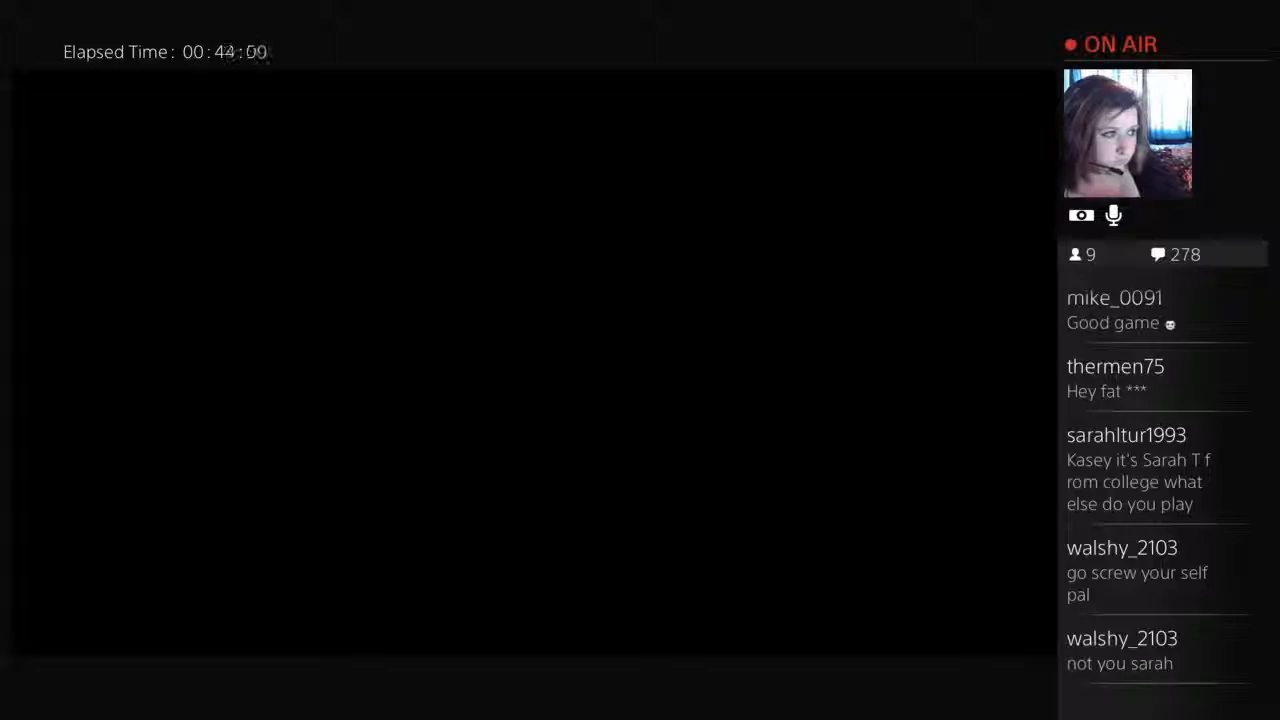 Elapsed Time: 00:44:
ON AIR
9 278
mike_0091
Good game
thermen75
Hey fat ***
sarahltur1993
Kasey it's Sarah T f
rom college what
else do you play
walshy_2103
go screw your self
pal
walshy_2103
not you sarah